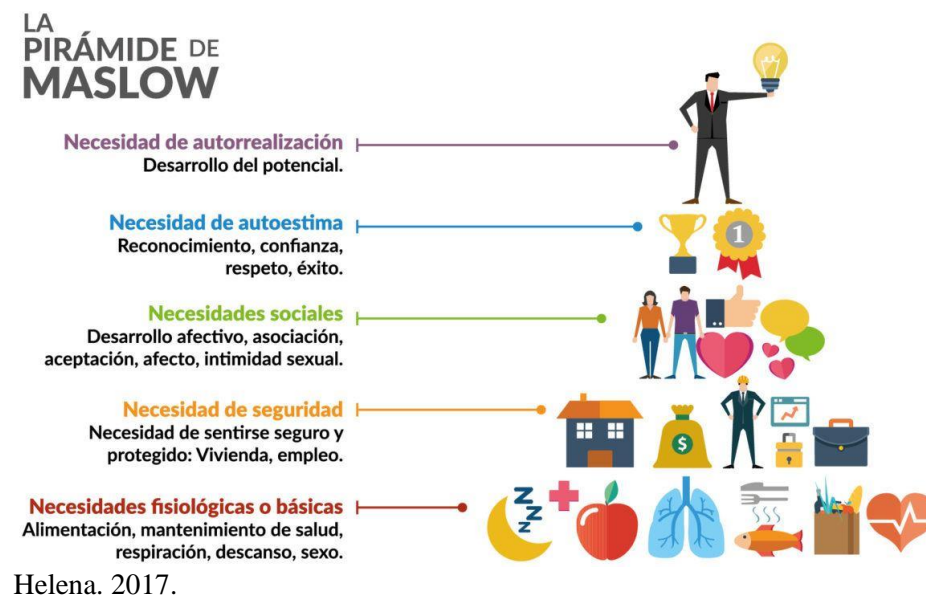 LA
PIRÁMIDE DE
MASLOW
Necesidad de autorrealización
Desarrollo del potencial.
Necesidad de autoestima
Reconocimiento, confianza,
respeto, éxito.
1
Necesidades sociales
Desarrollo afectivo, asociación,
aceptación, afecto, intimidad sexual.
Necesidad de seguridad
Necesidad de sentirse seguro y
protegido: Vivienda, empleo.
$
Necesidades fisiológicas o básicas
Alimentación, mantenimiento de salud,
respiración, descanso, sexo.
Z
Z
Z
Z
Helena. 2017.